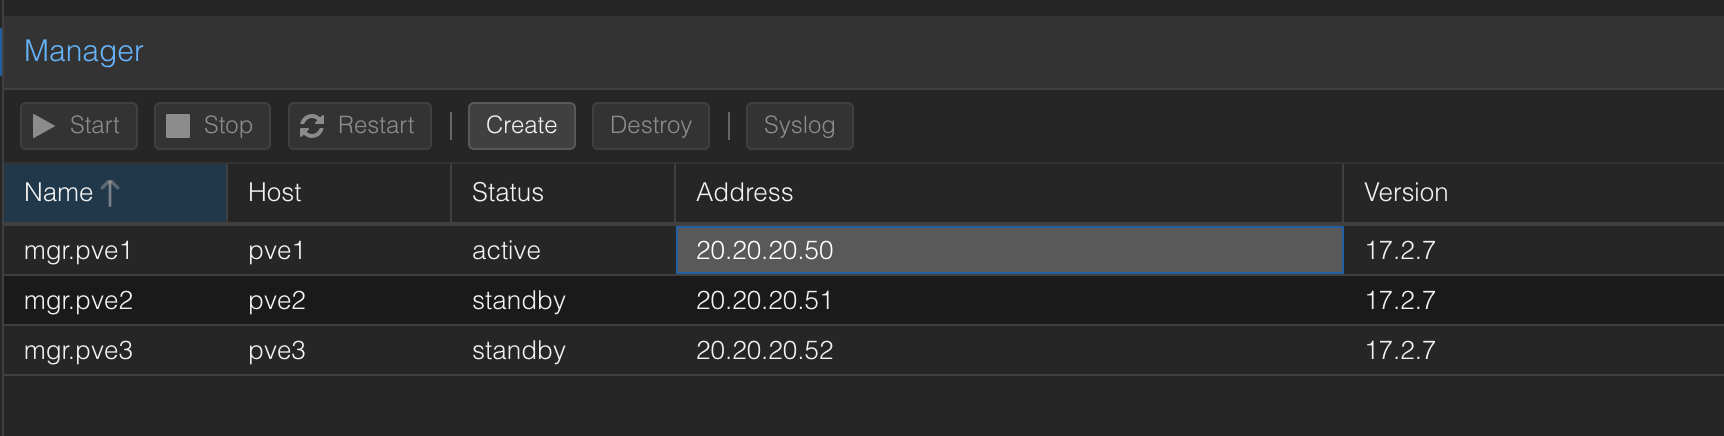 Manager
Start Stop Restart Create Destroy Syslog
Name Host Status Address Version
mgr.pve1 pve1 active 20.20.20.50 17.2.7
mgr.pve2 pve2 standby 20.20.20.51 17.2.7
mgr.pve3 pve3 standby 20.20.20.52 17.2.7